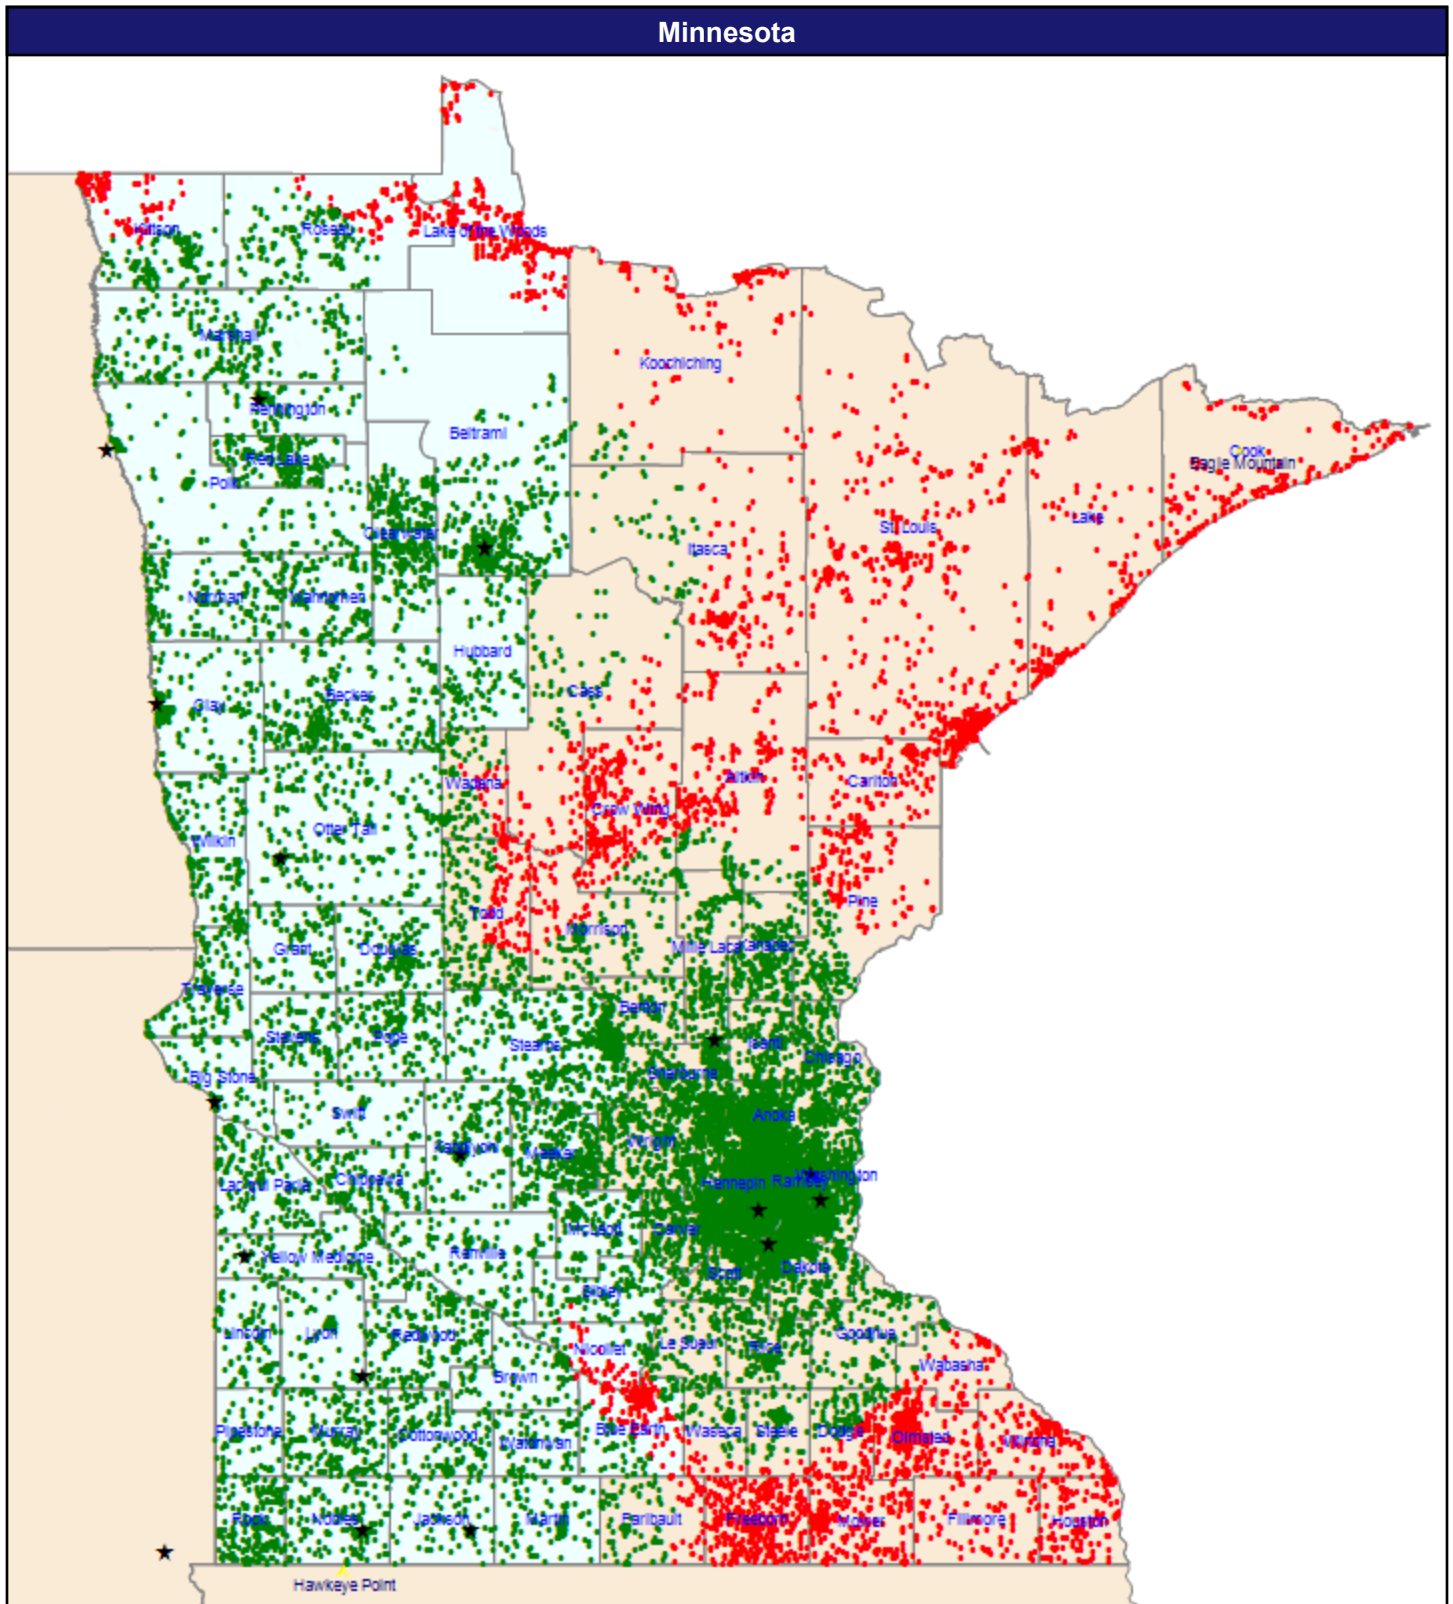 Minnesota
Kittson
Roseau
Lake of the Woods
Marshall
Koochiching
Pennington
Beltrami
Cook
Eagle Mountain
Red Lake
Polk
Lake
St. Louis
Clearwater
Itasca
Norman
Mahnomen
Hubbard
Cass
Becker
Clay
Wadena
Aitkin
Carlton
Crow Wing
Otter Tail
Wilkin
Pine
Todd
Morrison
Grant
Douglas
Mille Lacs
Kanabec
Traverse
Benton
Stevens
Pope
Stearns
Isanti
Chisago
Big Stone
Sherburne
Swift
Anoka
Kandiyohi
Meeker
Wright
Lac qui Parle
Chippewa
Hennepin
Ramsey
Washington
McLeod
Carver
Yellow Medicine
Renville
Scott
Dakota
Sibley
Lincoln
Lyon
Redwood
Nicollet
Le Sueur
Rice
Goodhue
Wabasha
Brown
Pipestone
Murray
Cottonwood
Watonwan
Blue Earth
Waseca
Steele
Dodge
Olmsted
Winona
Rock
Nobles
Jackson
Martin
Faribault
Freeborn
Mower
Fillmore
Houston
Hawkeye Point